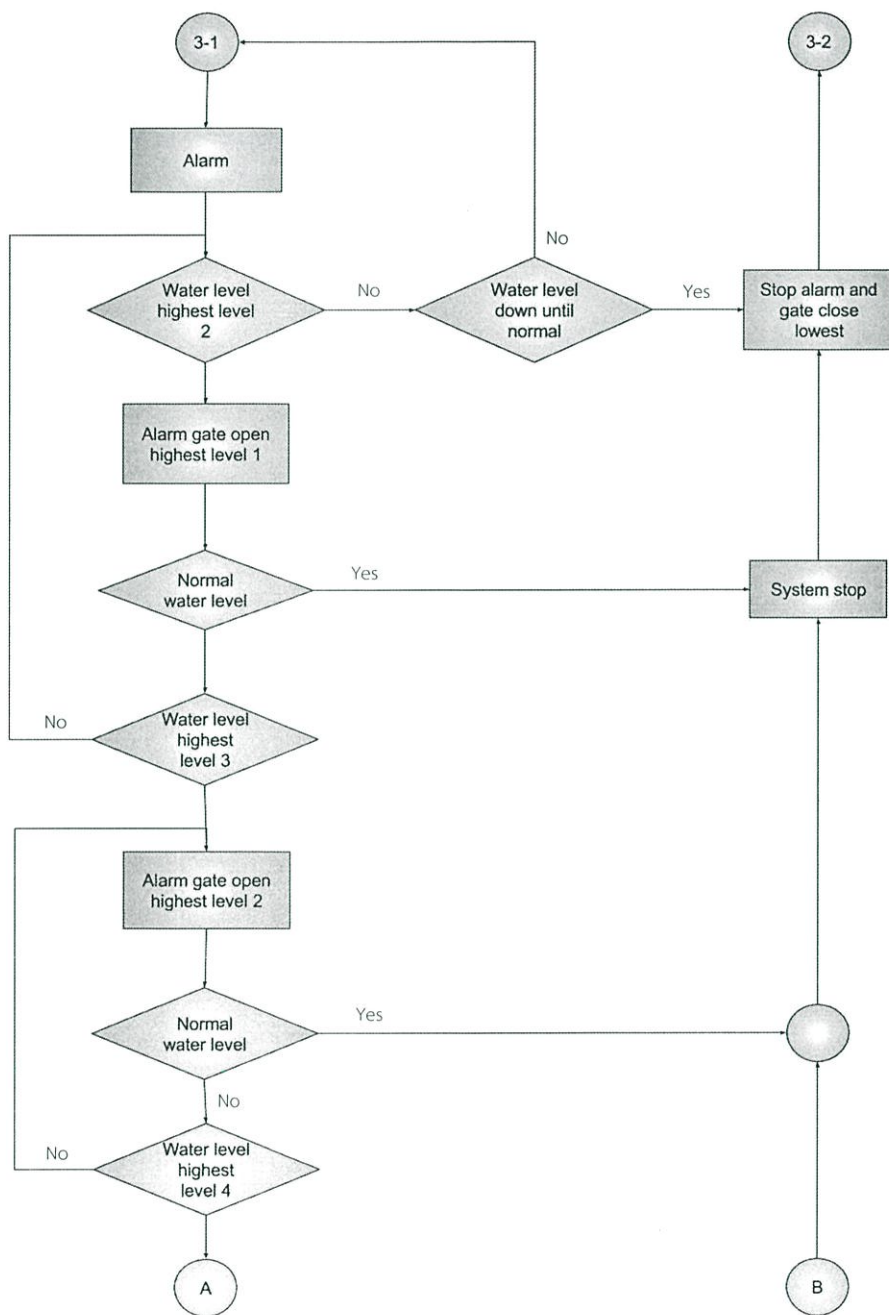 3-1
3-2
Alarm
No
Water level
highest level
2
No
Water level
down until
normal
Yes
Stop alarm and
gate close
lowest
Alarm gate open
highest level 1
Normal
water level
Yes
System stop
No
Water level
highest
level 3
Alarm gate open
highest level 2
Normal
water level
Yes
No
No
Water level
highest
level 4
A
B